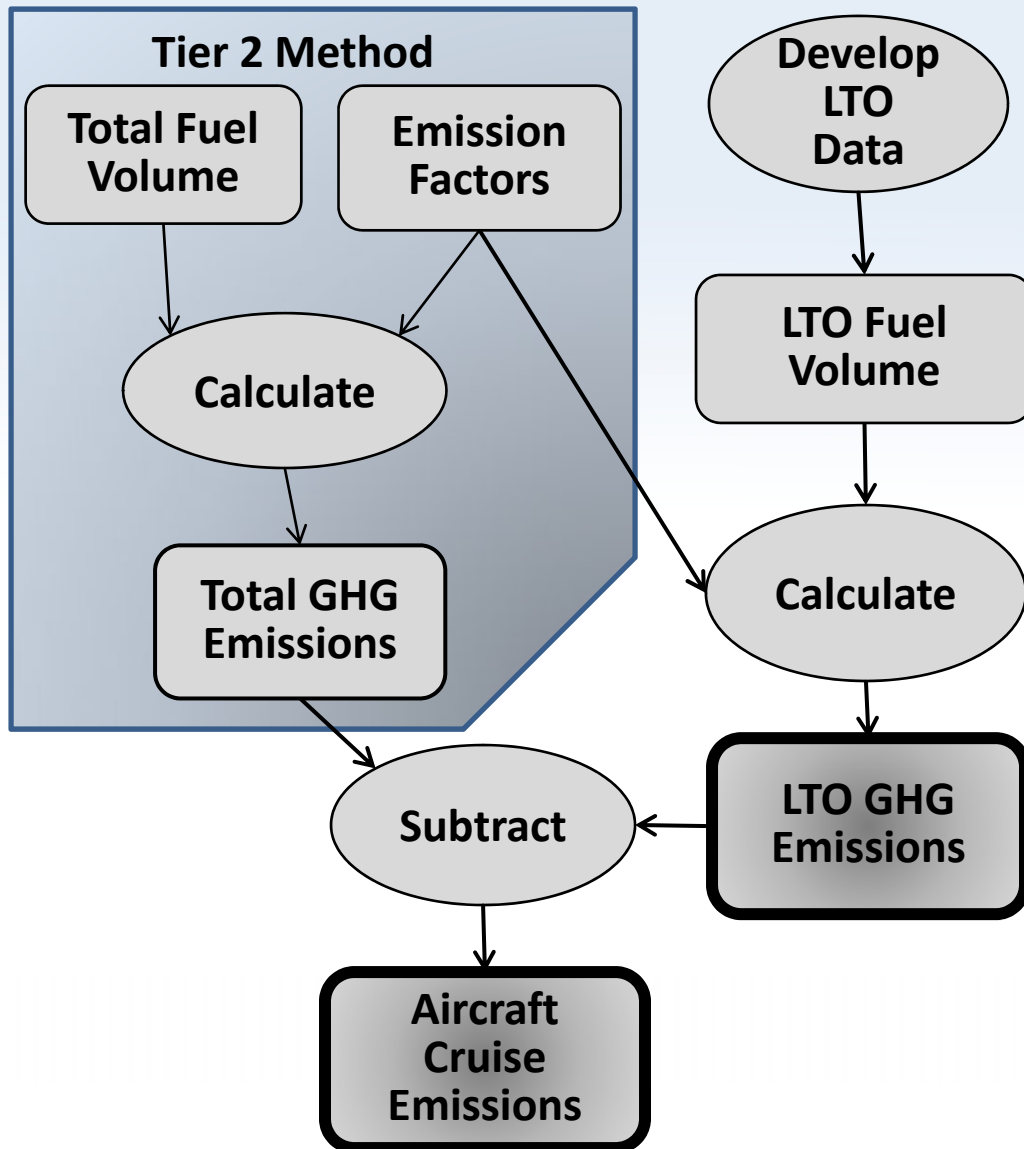 Tier 2 Method
Total Fuel
Volume
Emission
Factors
Develop
LTO
Data
LTO Fuel
Volume
Calculate
Calculate
Total GHG
Emissions
LTO GHG
Emissions
Subtract
Aircraft
Cruise
Emissions